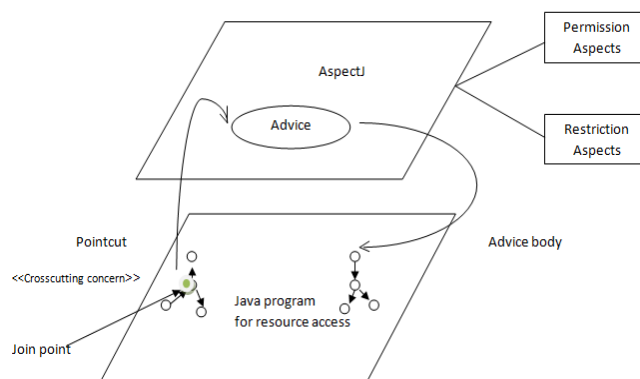 Permission
Aspects
AspectJ
Advice
Restriction
Aspects
Pointcut
Advice body
<<Crosscutting concern>>
Java program
for resource access
Join point